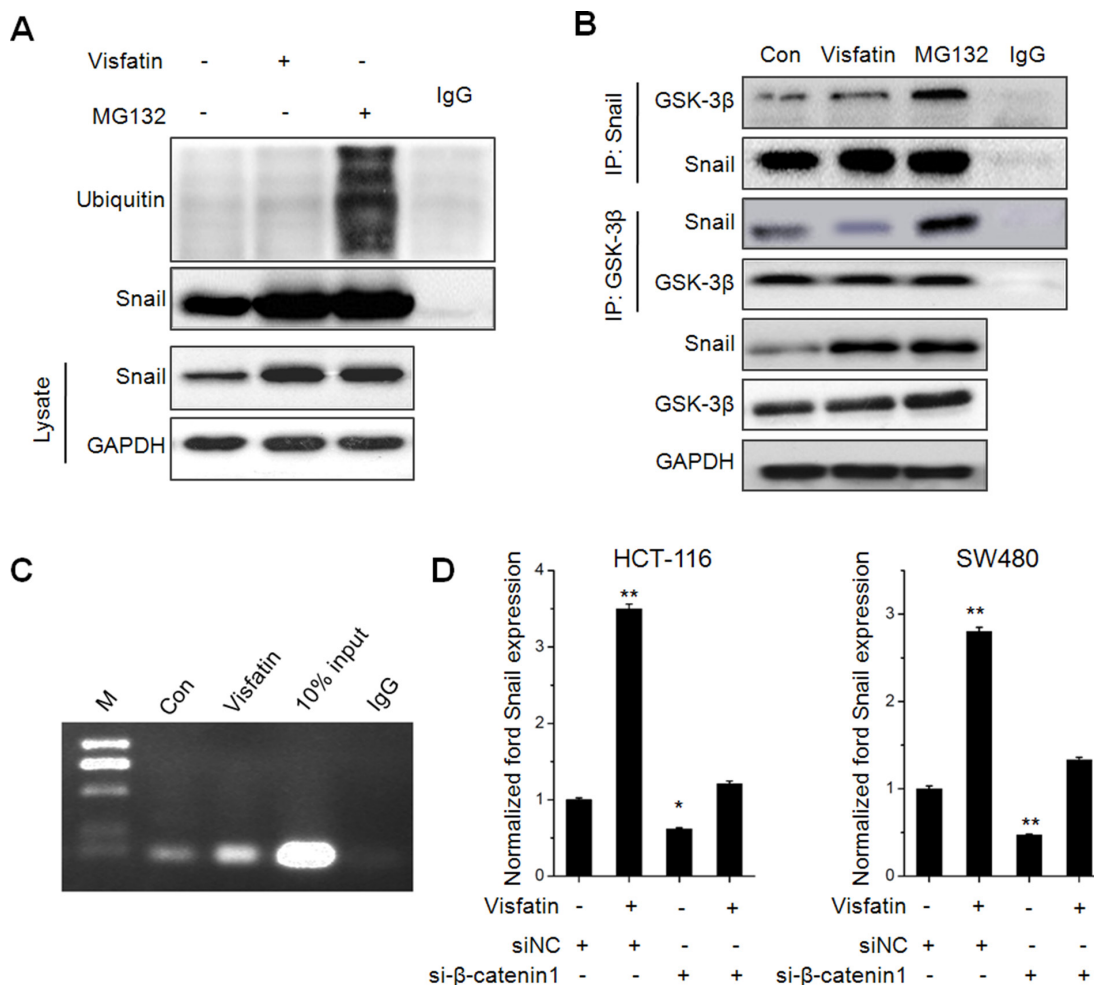 A
Visfatin - + -
MG132 - - +
IgG
Ubiquitin
Snail
Lysate
Snail
GAPDH
B
Con Visfatin MG132 IgG
IP: Snail
GSK-3β
Snail
IP: GSK-3β
Snail
GSK-3β
Snail
GSK-3β
GAPDH
C
M Con Visfatin 10% input IgG
D
HCT-116
Normalized ford Snail expression
4
3
2
1
0
**
*
Visfatin - + - +
siNC + + - -
si-β-catenin1 - - + +
SW480
Normalized ford Snail expression
3
2
1
0
**
**
Visfatin - + - +
siNC + + - -
si-β-catenin1 - - + +